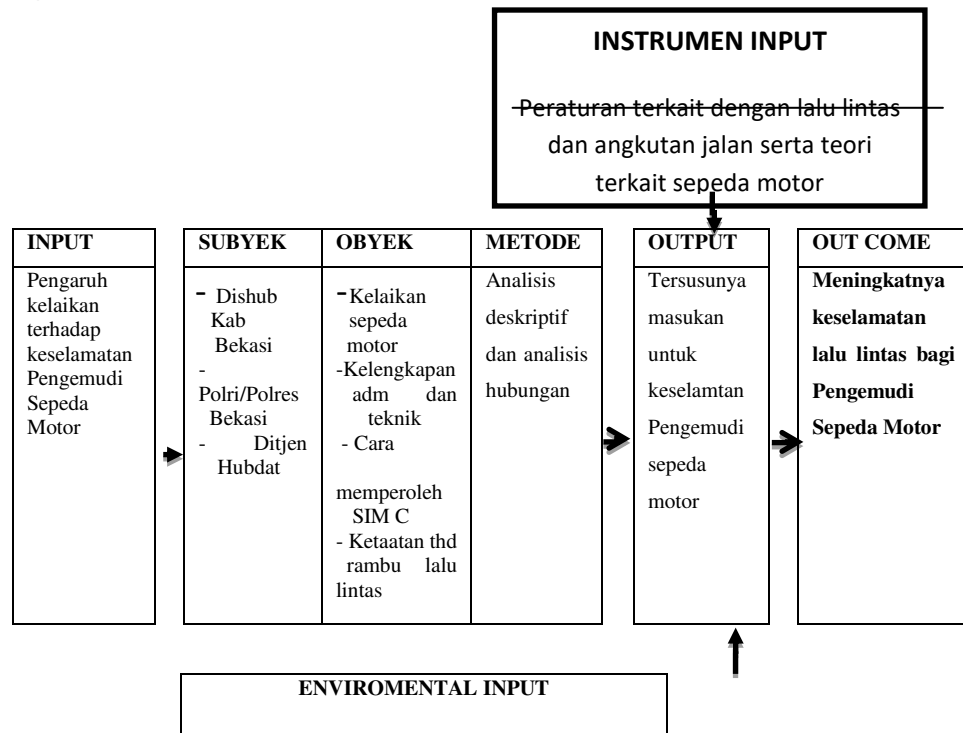 INSTRUMEN INPUT
Peraturan terkait dengan lalu lintas
dan angkutan jalan serta teori
terkait sepeda motor
INPUT
Pengaruh
kelaikan
terhadap
keselamatan
Pengemudi
Sepeda
Motor
SUBYEK
- Dishub
Kab
Bekasi
-
Polri/Polres
Bekasi
- Ditjen
Hubdat
OBYEK
-Kelaikan
sepeda
motor
-Kelengkapan
adm dan
teknik
- Cara
memperoleh
SIM C
- Ketaatan thd
rambu lalu
lintas
METODE
Analisis
deskriptif
dan analisis
hubungan
OUTPUT
Tersusunya
masukan
untuk
keselamtan
Pengemudi
sepeda
motor
OUT COME
Meningkatnya
keselamatan
lalu lintas bagi
Pengemudi
Sepeda Motor
ENVIROMENTAL INPUT